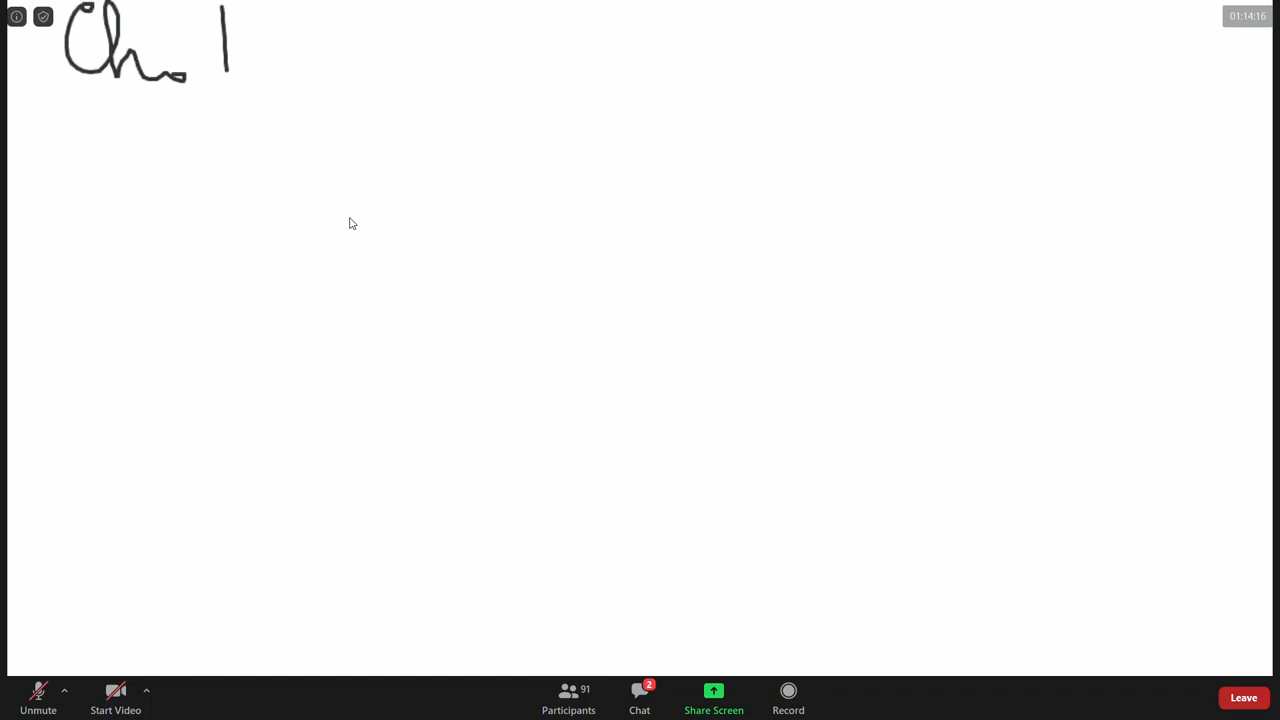 Ch. 1
01:14:16
Unmute
Start Video
Participants
91
Chat
2
Share Screen
Record
Leave